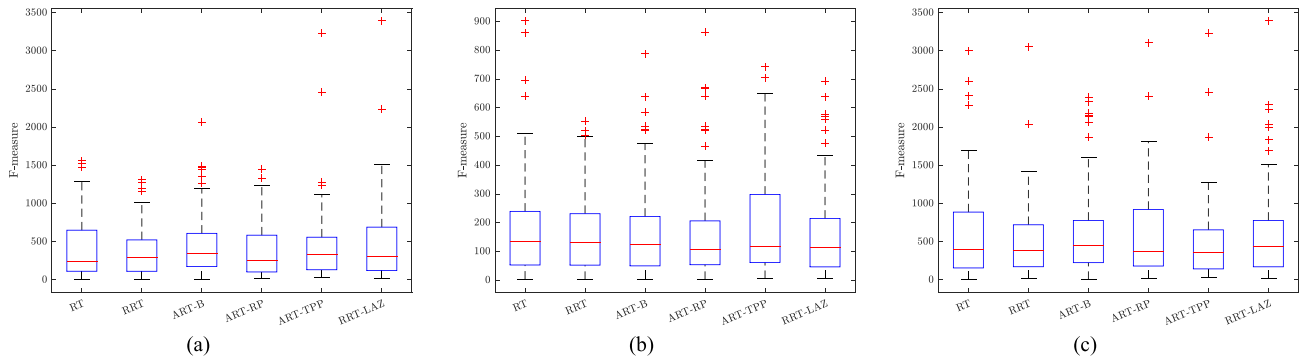 3500
3000
2500
2000
1500
1000
500
0
F-measure
RT
RRT
ART-B
ART-RP
ART-TPP
RRT-LAZ
(a)
900
800
700
600
500
400
300
200
100
0
F-measure
RT
RRT
ART-B
ART-RP
ART-TPP
RRT-LAZ
(b)
3500
3000
2500
2000
1500
1000
500
0
F-measure
RT
RRT
ART-B
ART-RP
ART-TPP
RRT-LAZ
(c)